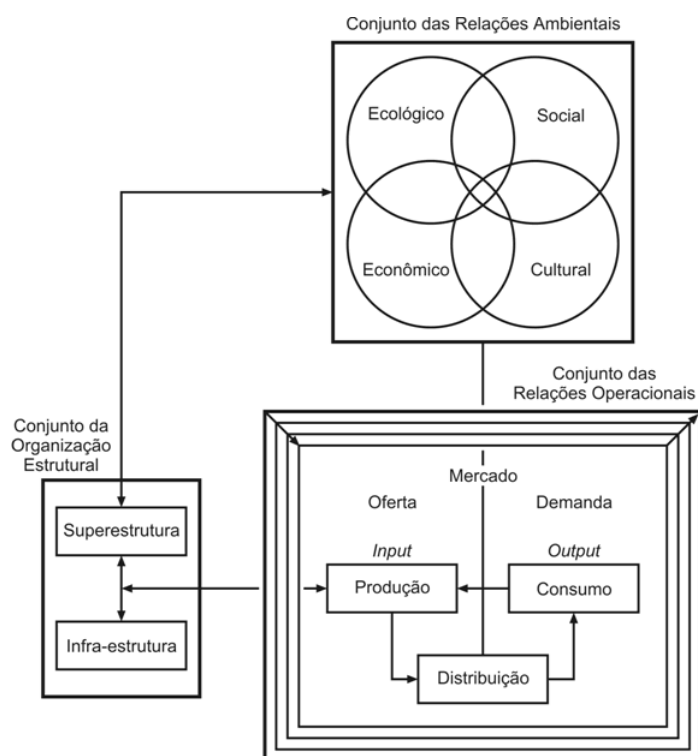 Conjunto das Relações Ambientais
Ecológico
Social
Econômico
Cultural
Conjunto das
Relações Operacionais
Conjunto da
Organização
Estrutural
Superestrutura
Infra-estrutura
Mercado
Oferta
Demanda
Input
Output
Produção
Consumo
Distribuição